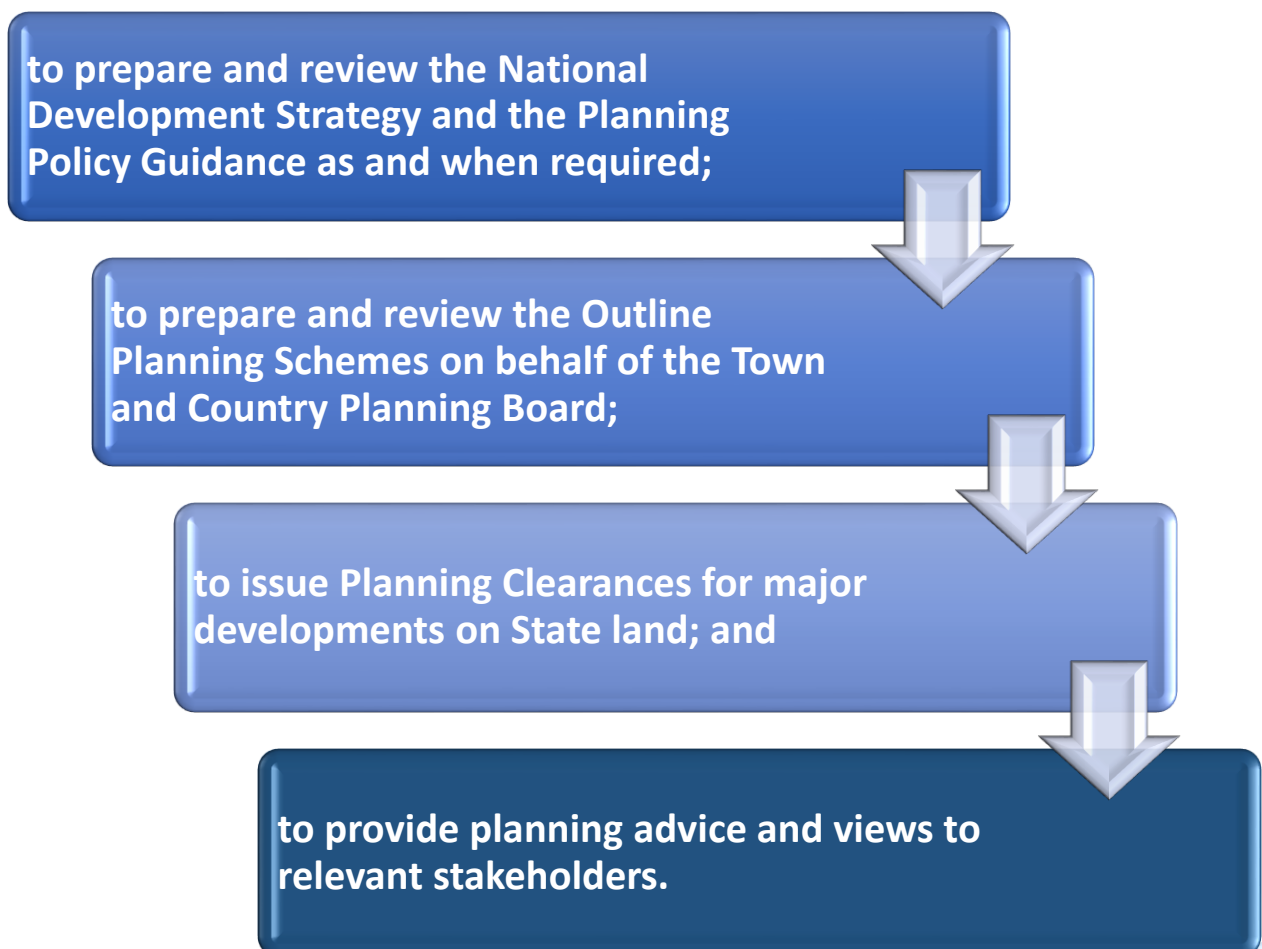 to prepare and review the National
Development Strategy and the Planning
Policy Guidance as and when required;
to prepare and review the Outline
Planning Schemes on behalf of the Town
and Country Planning Board;
to issue Planning Clearances for major
developments on State land; and
to provide planning advice and views to
relevant stakeholders.